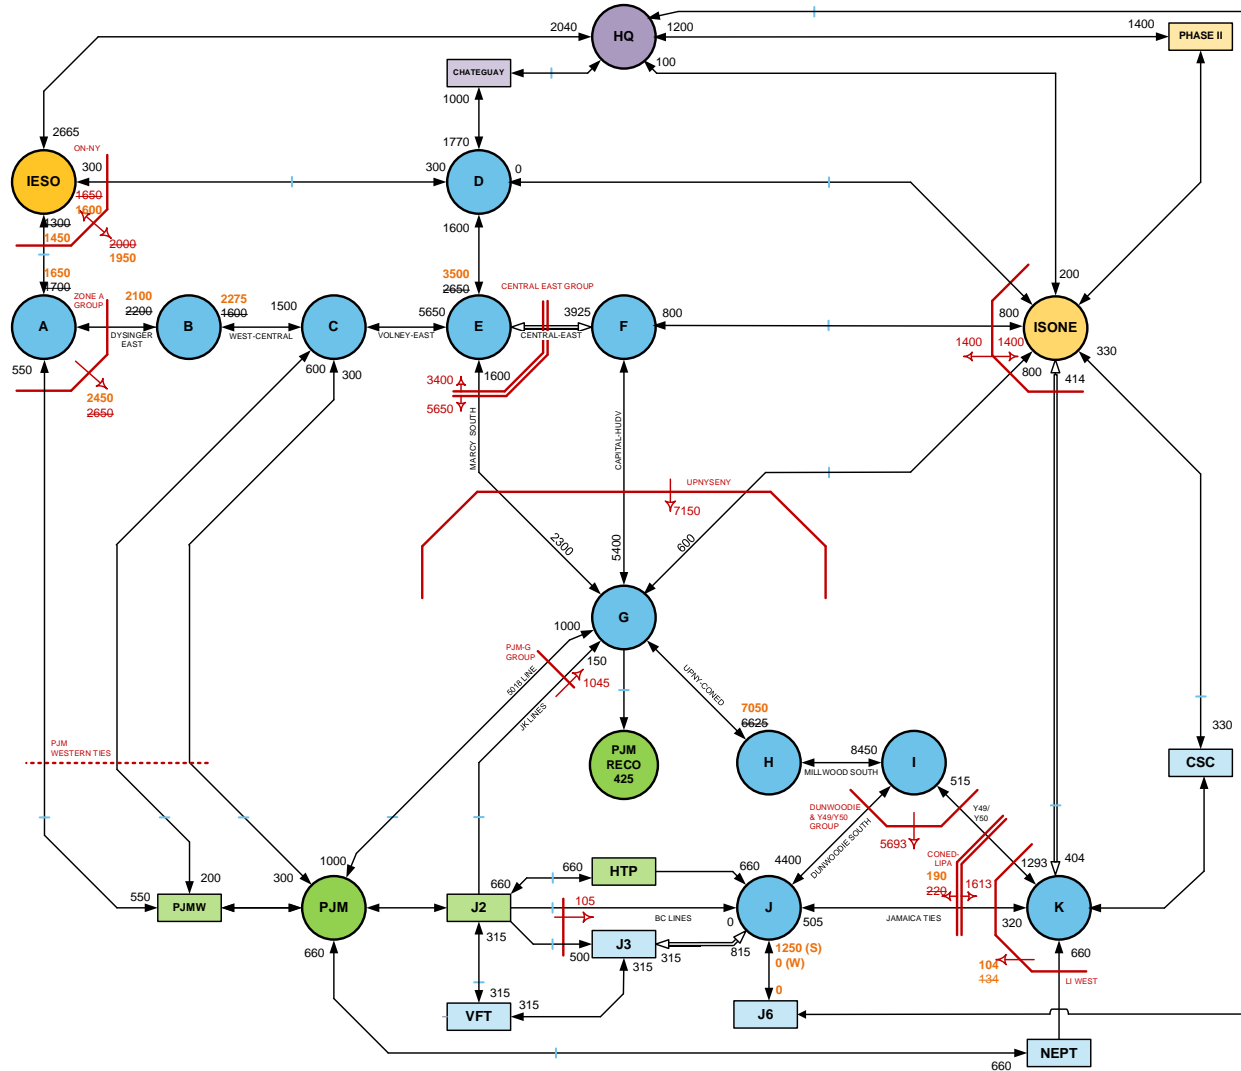 HQ
2040
1200
1400
PHASE II
100
CHATEGUAY
1000
2665
ON-NY
1770
IESO
300
300
D
0
1650
1600
1300
1450
2000
1950
1600
200
1650
1700
ZONE A
GROUP
2100
2200
2275
1600
1500
3500
2650
5650
CENTRAL EAST GROUP
3925
800
800
A
B
C
E
F
ISONE
DYSINGER
EAST
WEST-CENTRAL
VOLNEY-EAST
CENTRAL-EAST
1400
1400
330
550
600
300
1600
800
414
2450
2650
3400
5650
MARCY SOUTH
CAPITAL-HUDV
UPNYSENY
7150
2300
5400
600
G
1000
150
PJM-G
GROUP
1045
5018 LINE
JK LINES
UPNY-CONED
7050
6625
PJM
WESTERN TIES
PJM
RECO
425
H
8450
I
MILLWOOD SOUTH
515
330
CSC
DUNWOODIE
& Y49/Y50
GROUP
DUNWOODIE SOUTH
5693
Y49/
Y50
CONED-
LIPA
190
220
1613
1293
404
1000
200
300
550
PJMW
PJM
660
660
HTP
660
4400
J2
105
BC LINES
0
J
505
JAMAICA TIES
320
K
660
315
500
J3
315
315
815
1250 (S)
0 (W)
0
104
134
LI WEST
315
315
VFT
J6
NEPT
660